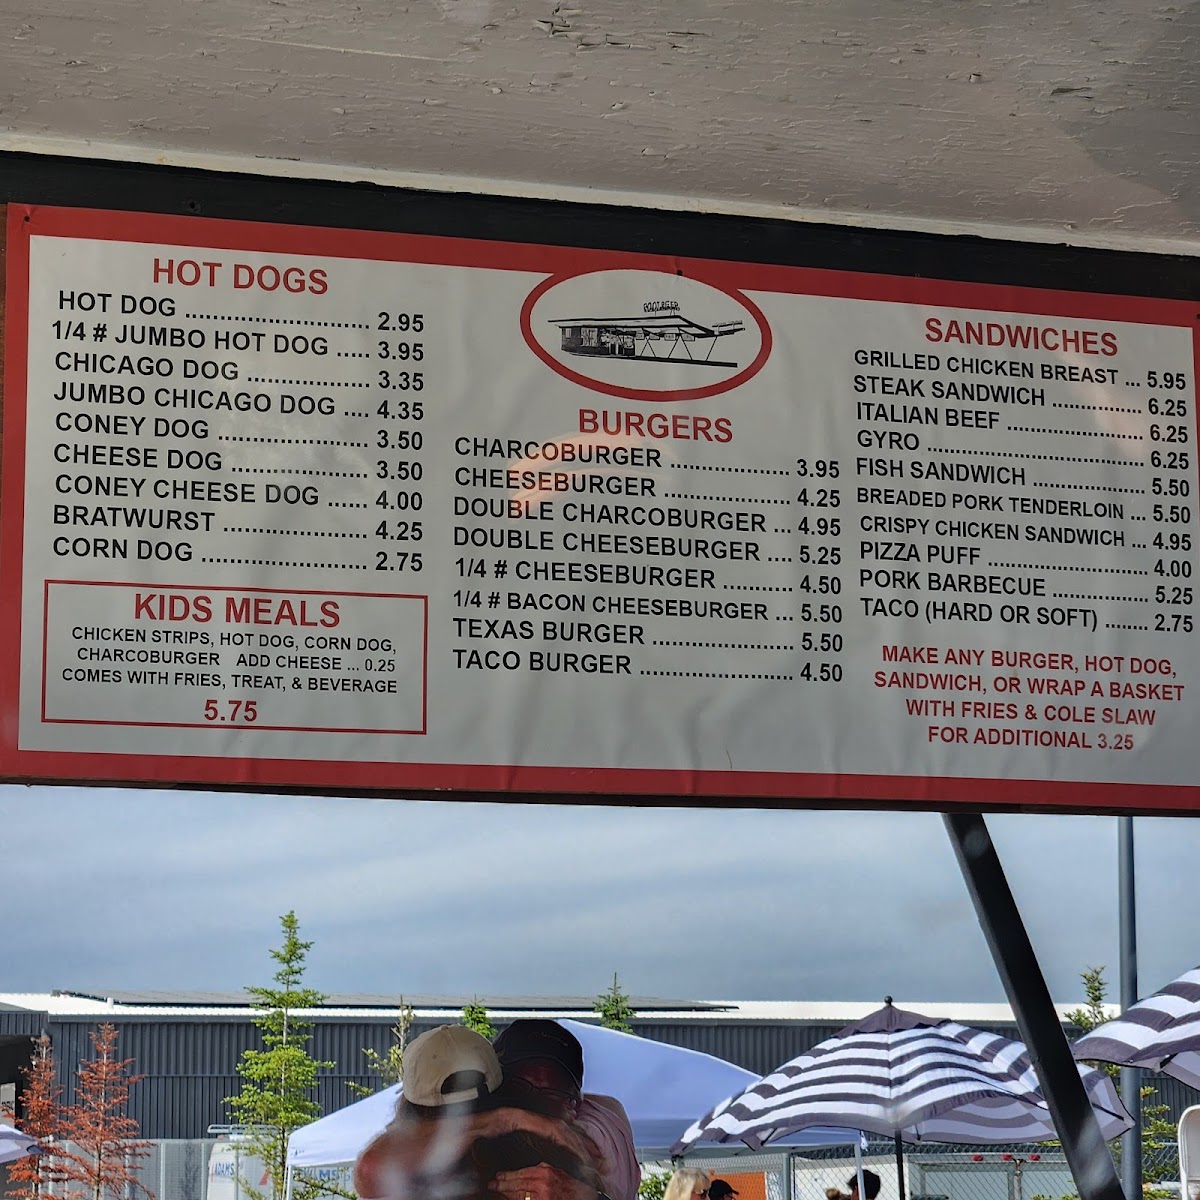 HOT DOGS
HOT DOG ........................... 2.95
1/4 # JUMBO HOT DOG ..... 3.95
CHICAGO DOG .................. 3.35
JUMBO CHICAGO DOG .... 4.35
CONEY DOG ...................... 3.50
CHEESE DOG .................... 3.50
CONEY CHEESE DOG ...... 4.00
BRATWURST ..................... 4.25
CORN DOG ........................ 2.75
KIDS MEALS
CHICKEN STRIPS, HOT DOG, CORN DOG,
CHARCOBURGER ADD CHEESE ... 0.25
COMES WITH FRIES, TREAT, & BEVERAGE
5.75
BURGERS
CHARCOBURGER ................. 3.95
CHEESEBURGER .................. 4.25
DOUBLE CHARCOBURGER ... 4.95
DOUBLE CHEESEBURGER .... 5.25
1/4 # CHEESEBURGER .......... 4.50
1/4 # BACON CHEESEBURGER ... 5.50
TEXAS BURGER .................... 5.50
TACO BURGER ...................... 4.50
SANDWICHES
GRILLED CHICKEN BREAST ... 5.95
STEAK SANDWICH ................ 6.25
ITALIAN BEEF ........................ 6.25
GYRO ...................................... 6.25
FISH SANDWICH .................... 5.50
BREADED PORK TENDERLOIN ... 5.50
CRISPY CHICKEN SANDWICH ... 4.95
PIZZA PUFF ............................ 4.00
PORK BARBECUE ................. 5.25
TACO (HARD OR SOFT) ........ 2.75
MAKE ANY BURGER, HOT DOG,
SANDWICH, OR WRAP A BASKET
WITH FRIES & COLE SLAW
FOR ADDITIONAL 3.25
ADAMS